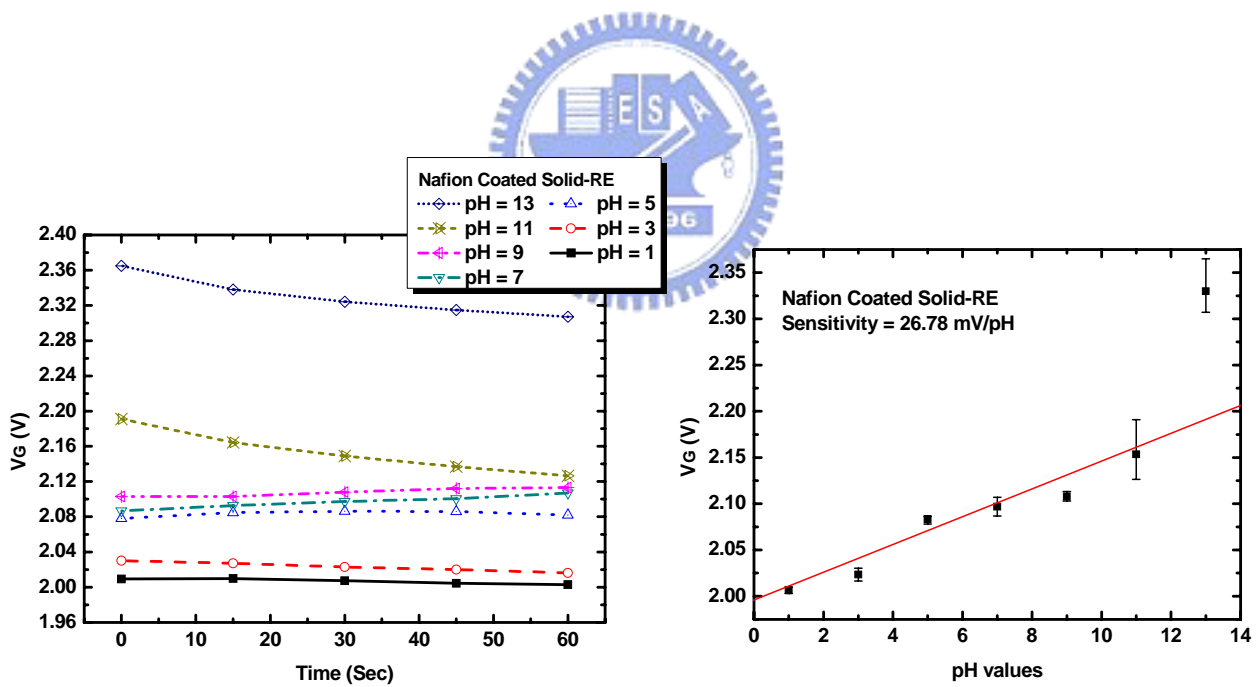 ESA
96
Nafion Coated Solid-RE
pH = 13
pH = 5
pH = 11
pH = 3
pH = 9
pH = 1
pH = 7
2.40
2.36
2.32
2.28
2.24
2.20
2.16
2.12
2.08
2.04
2.00
1.96
VG (V)
0 10 20 30 40 50 60
Time (Sec)
Nafion Coated Solid-RE
Sensitivity = 26.78 mV/pH
2.35
2.30
2.25
2.20
2.15
2.10
2.05
2.00
VG (V)
0 2 4 6 8 10 12 14
pH values